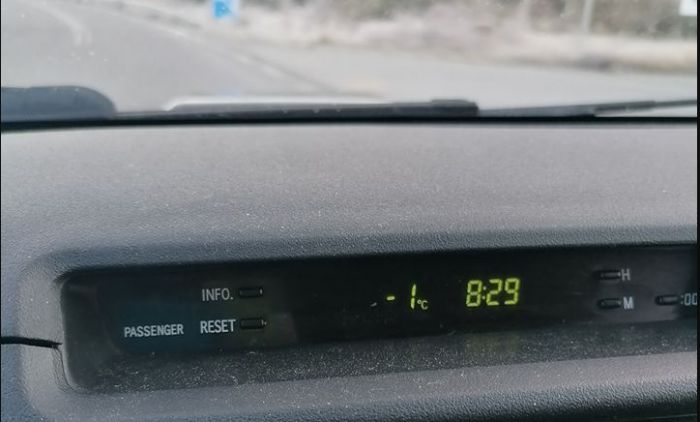 INFO. -1°C 8:29 H
PASSENGER RESET M :00